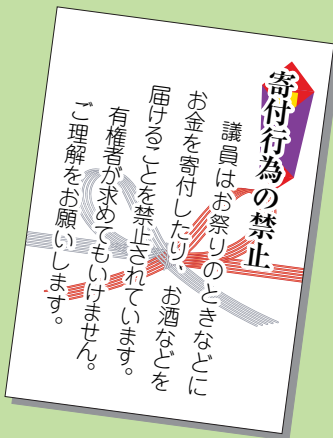 寄付行為の禁止
議員はお祭りのときなどに
お金を寄付したり、お酒などを
届けることを禁止されています。
有権者が求めてもいけません。
ご理解をお願いします。